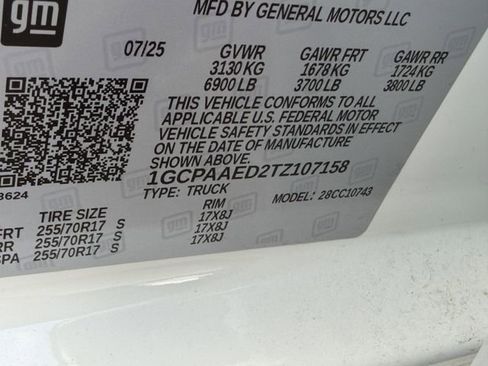 gm
MFD BY GENERAL MOTORS LLC
07/25 GVWR GAWR FRT GAWR RR
3130 KG 1678 KG 1724 KG
6900 LB 3700 LB 3800 LB
THIS VEHICLE CONFORMS TO ALL
APPLICABLE U.S. FEDERAL MOTOR
VEHICLE SAFETY STANDARDS IN EFFECT
ON THE DATE OF MANUFACTURE
SHOWN ABOVE.
1GCPAAED2TZ107158
TYPE: TRUCK MODEL: 28CC10743
3624
TIRE SIZE RIM
FRT 255/70R17 S 17X8J
RR 255/70R17 S 17X8J
SPA 255/70R17 S 17X8J